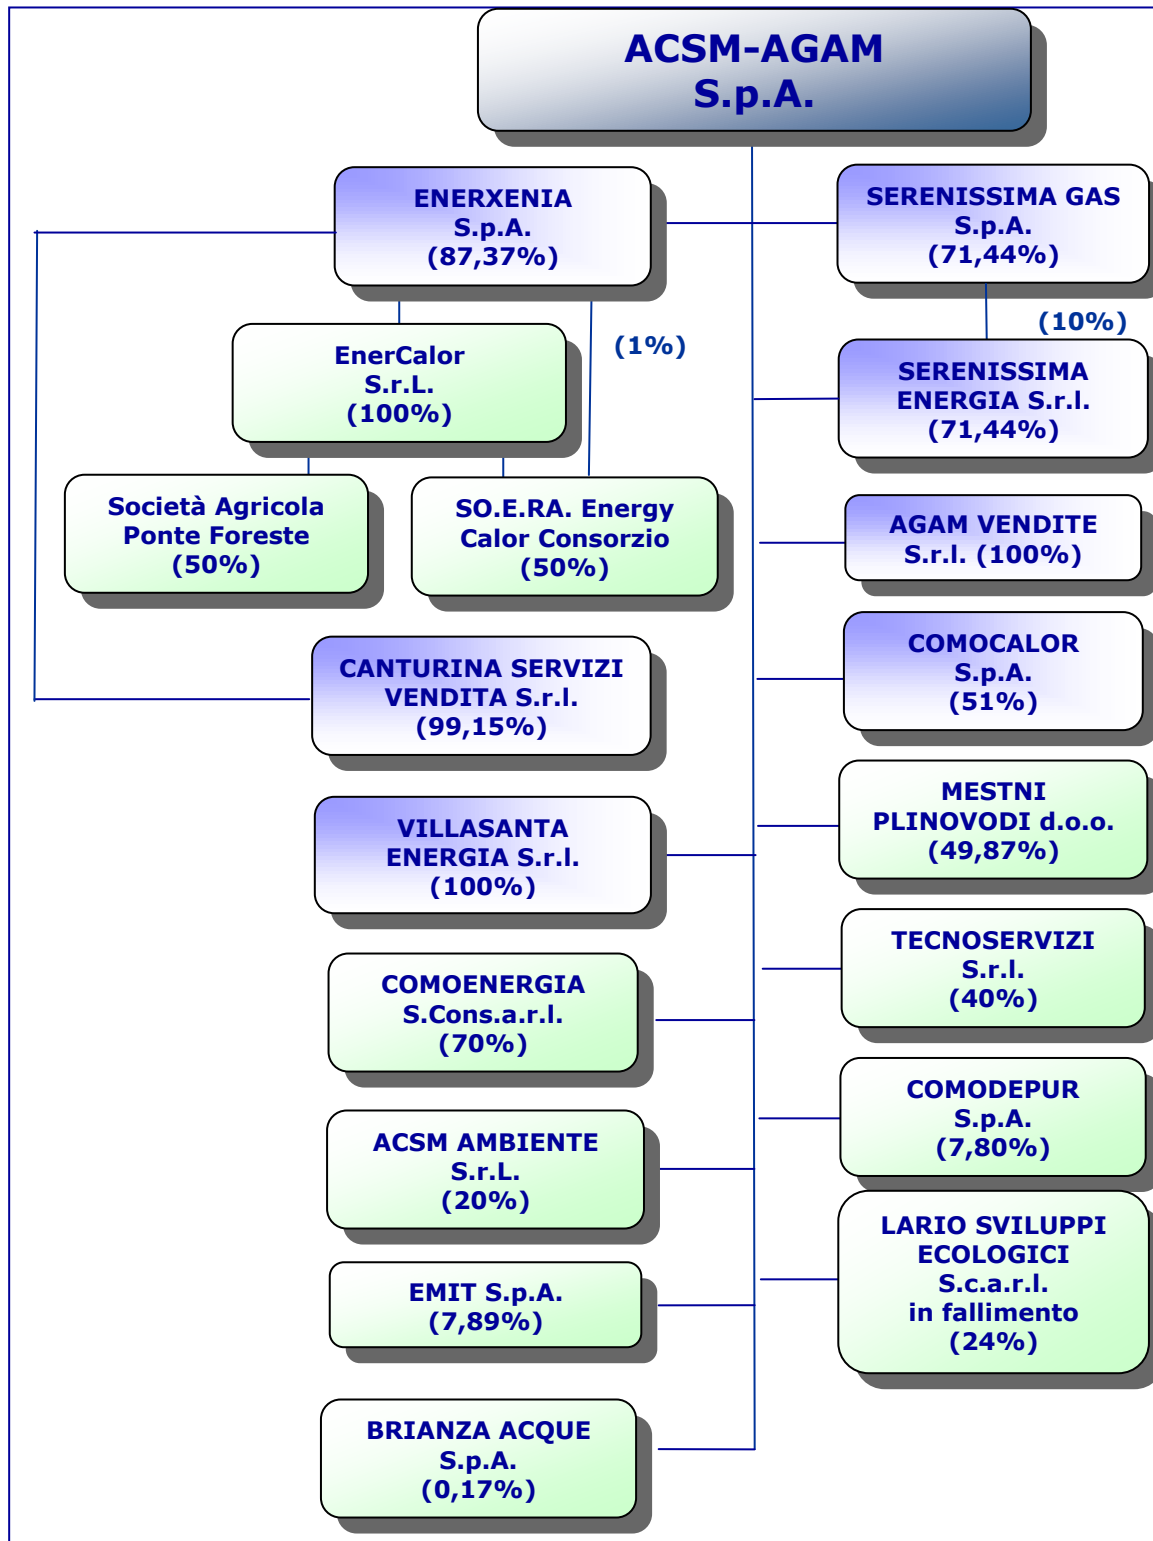 ACSM-AGAM
S.p.A.
ENERXENIA
S.p.A.
(87,37%)
SERENISSIMA GAS
S.p.A.
(71,44%)
(1%)
(10%)
EnerCalor
S.r.L.
(100%)
SERENISSIMA
ENERGIA S.r.l.
(71,44%)
Società Agricola
Ponte Foreste
(50%)
SO.E.RA. Energy
Calor Consorzio
(50%)
AGAM VENDITE
S.r.l. (100%)
CANTURINA SERVIZI
VENDITA S.r.l.
(99,15%)
COMOCALOR
S.p.A.
(51%)
VILLASANTA
ENERGIA S.r.l.
(100%)
MESTNI
PLINOVODI d.o.o.
(49,87%)
COMOENERGIA
S.Cons.a.r.l.
(70%)
TECNOSERVIZI
S.r.l.
(40%)
ACSM AMBIENTE
S.r.L.
(20%)
COMODEPUR
S.p.A.
(7,80%)
EMIT S.p.A.
(7,89%)
LARIO SVILUPPI
ECOLOGICI
S.c.a.r.l.
in fallimento
(24%)
BRIANZA ACQUE
S.p.A.
(0,17%)